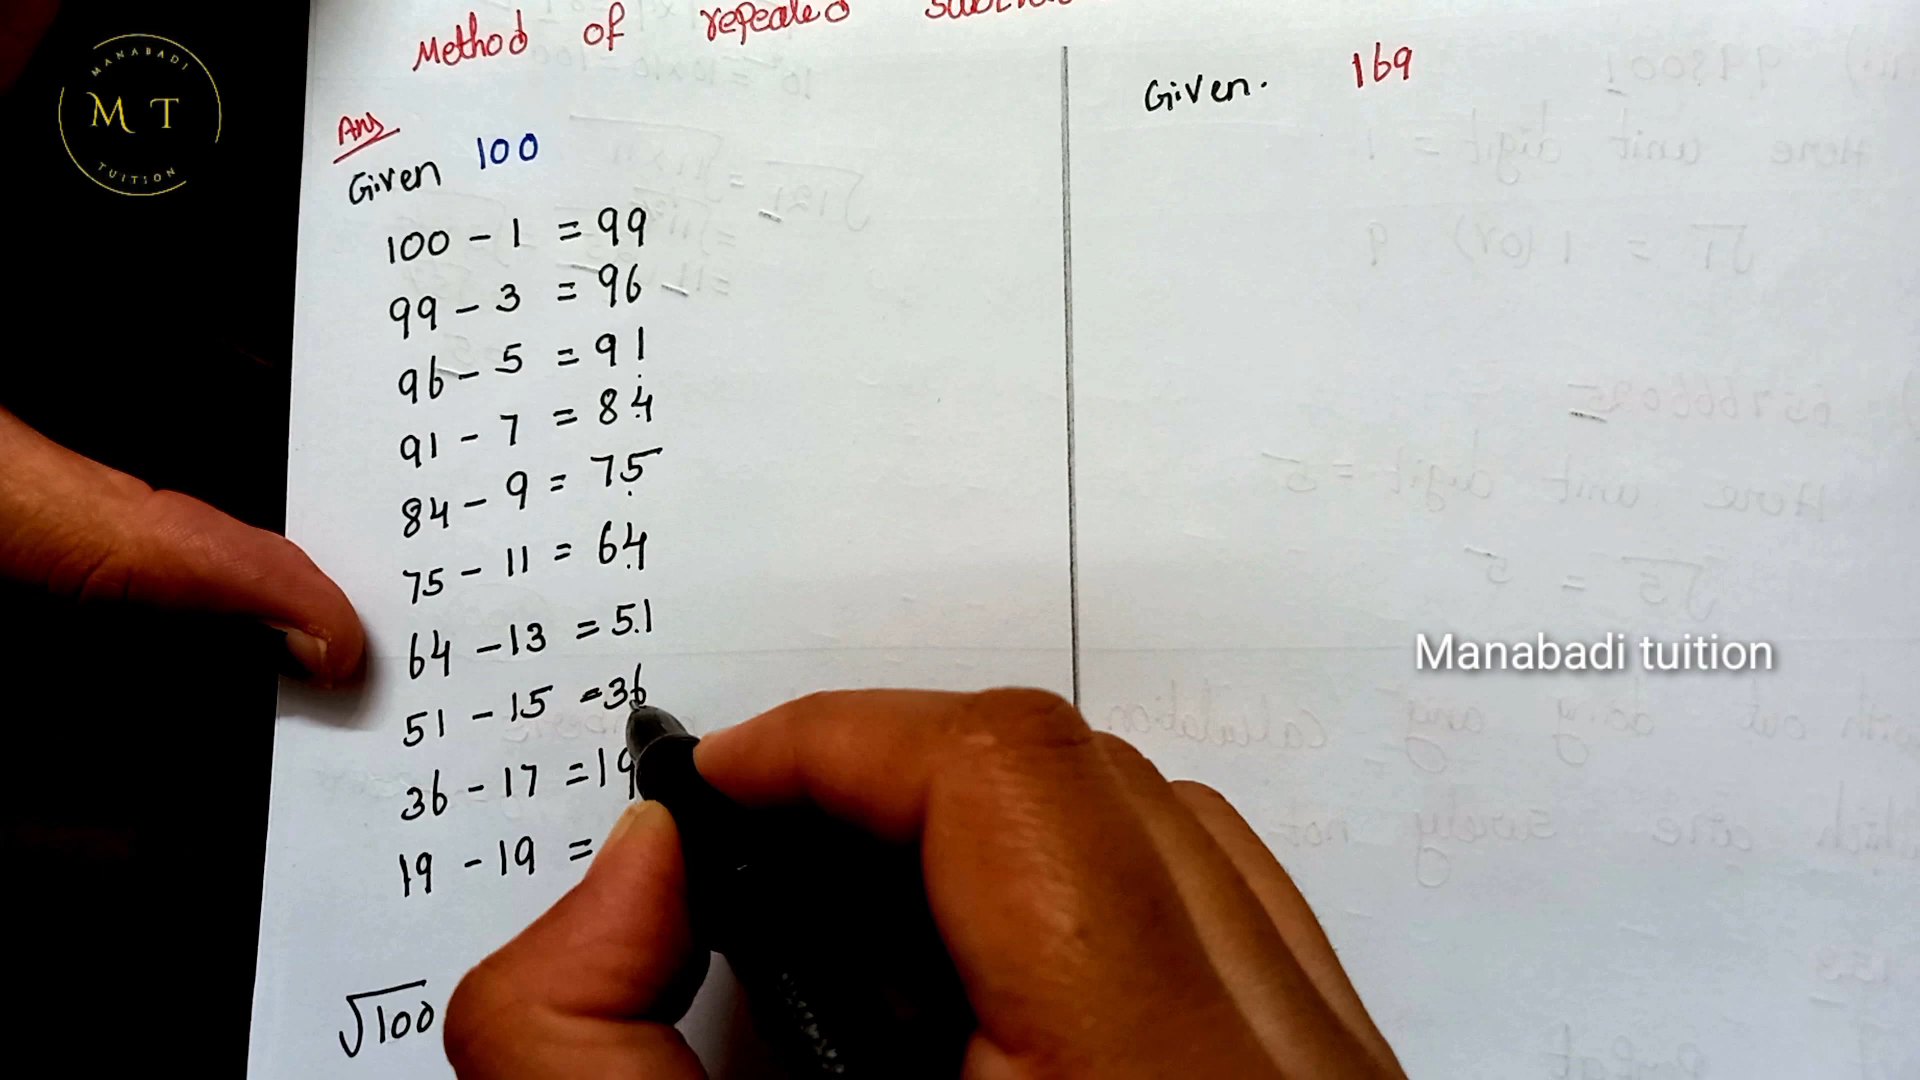 MANABADI
M T
TUITION
Method of repeated
Ans
Given 100
100 - 1 = 99
99 - 3 = 96
96 - 5 = 91
91 - 7 = 84
84 - 9 = 75
75 - 11 = 64
64 - 13 = 51
51 - 15 = 36
36 - 17 = 19
19 - 19 =
√100
Given. 169
Manabadi tuition